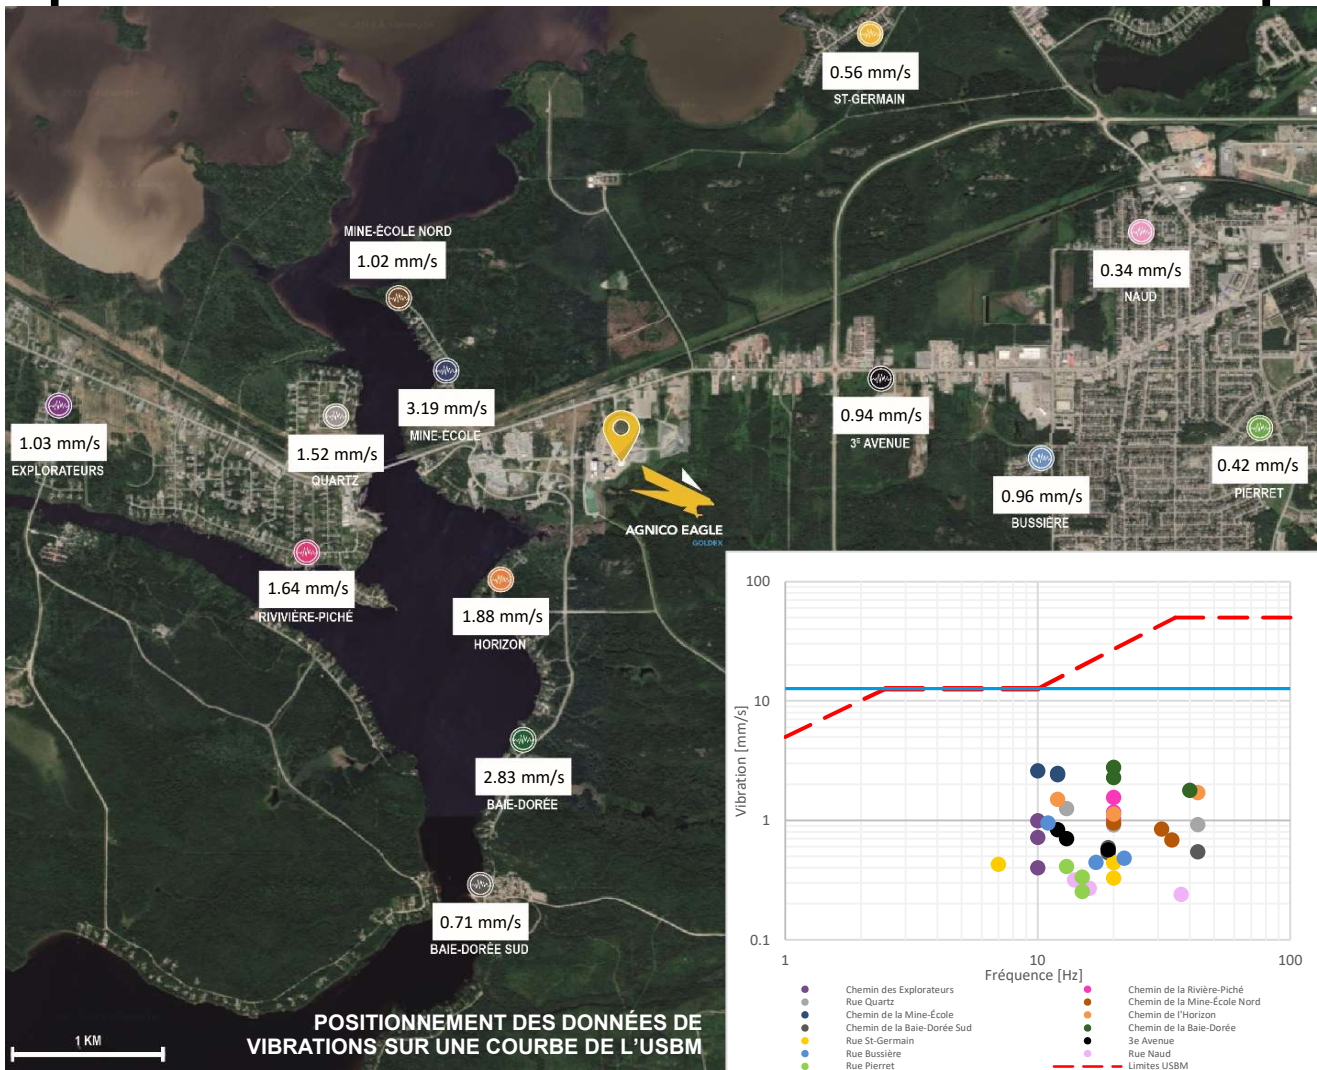 0.56 mm/s
ST-GERMAIN
MINE-ÉCOLE NORD
1.02 mm/s
0.34 mm/s
NAUD
3.19 mm/s
MINE-ÉCOLE
1.03 mm/s
EXPLORATEURS
1.52 mm/s
QUARTZ
0.94 mm/s
3E AVENUE
0.42 mm/s
PIERRET
0.96 mm/s
BUSSIÈRE
AGNICO EAGLE
GOLDEX
1.64 mm/s
RIVIVIÈRE-PICHÉ
1.88 mm/s
HORIZON
2.83 mm/s
BAIE-DORÉE
0.71 mm/s
BAIE-DORÉE SUD
POSITIONNEMENT DES DONNÉES DE
VIBRATIONS SUR UNE COURBE DE L'USBM
1 KM
100
10
1
0.1
Vibration [mm/s]
1
10
100
Fréquence [Hz]
Chemin des Explorateurs
Rue Quartz
Chemin de la Mine-École
Chemin de la Baie-Dorée Sud
Rue St-Germain
Rue Bussière
Rue Pierret
Chemin de la Rivière-Piché
Chemin de la Mine-École Nord
Chemin de l'Horizon
Chemin de la Baie-Dorée
3e Avenue
Rue Naud
Limites USBM